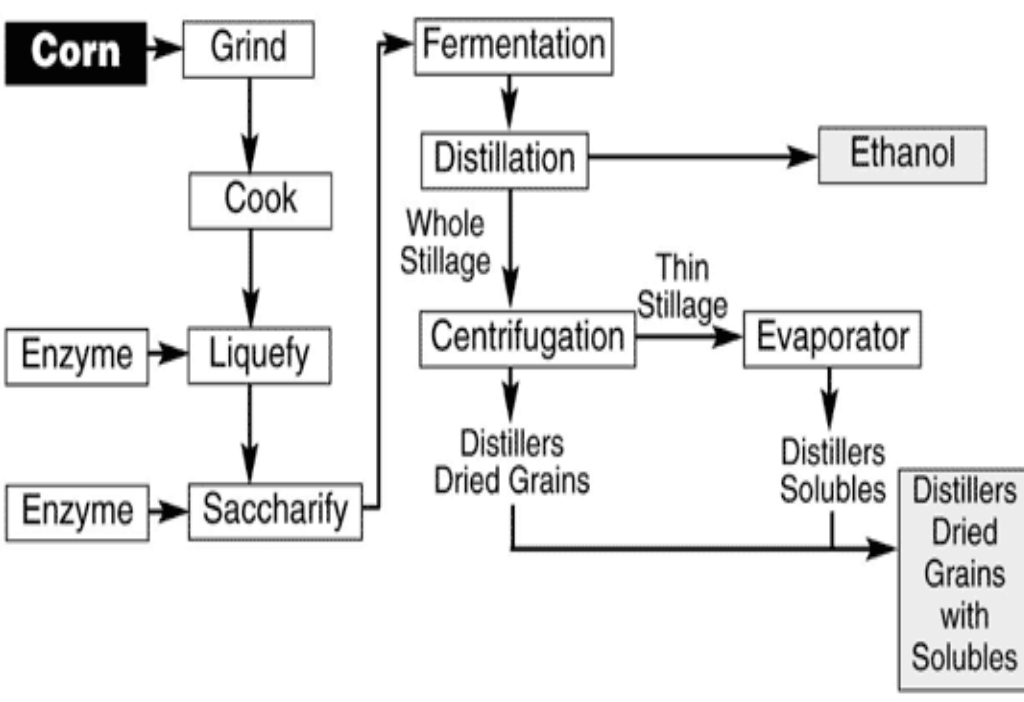 Corn
Grind
Cook
Enzyme
Liquefy
Enzyme
Saccharify
Fermentation
Distillation
Ethanol
Whole
Stillage
Centrifugation
Thin
Stillage
Evaporator
Distillers
Dried Grains
Distillers
Solubles
Distillers
Dried
Grains
with
Solubles